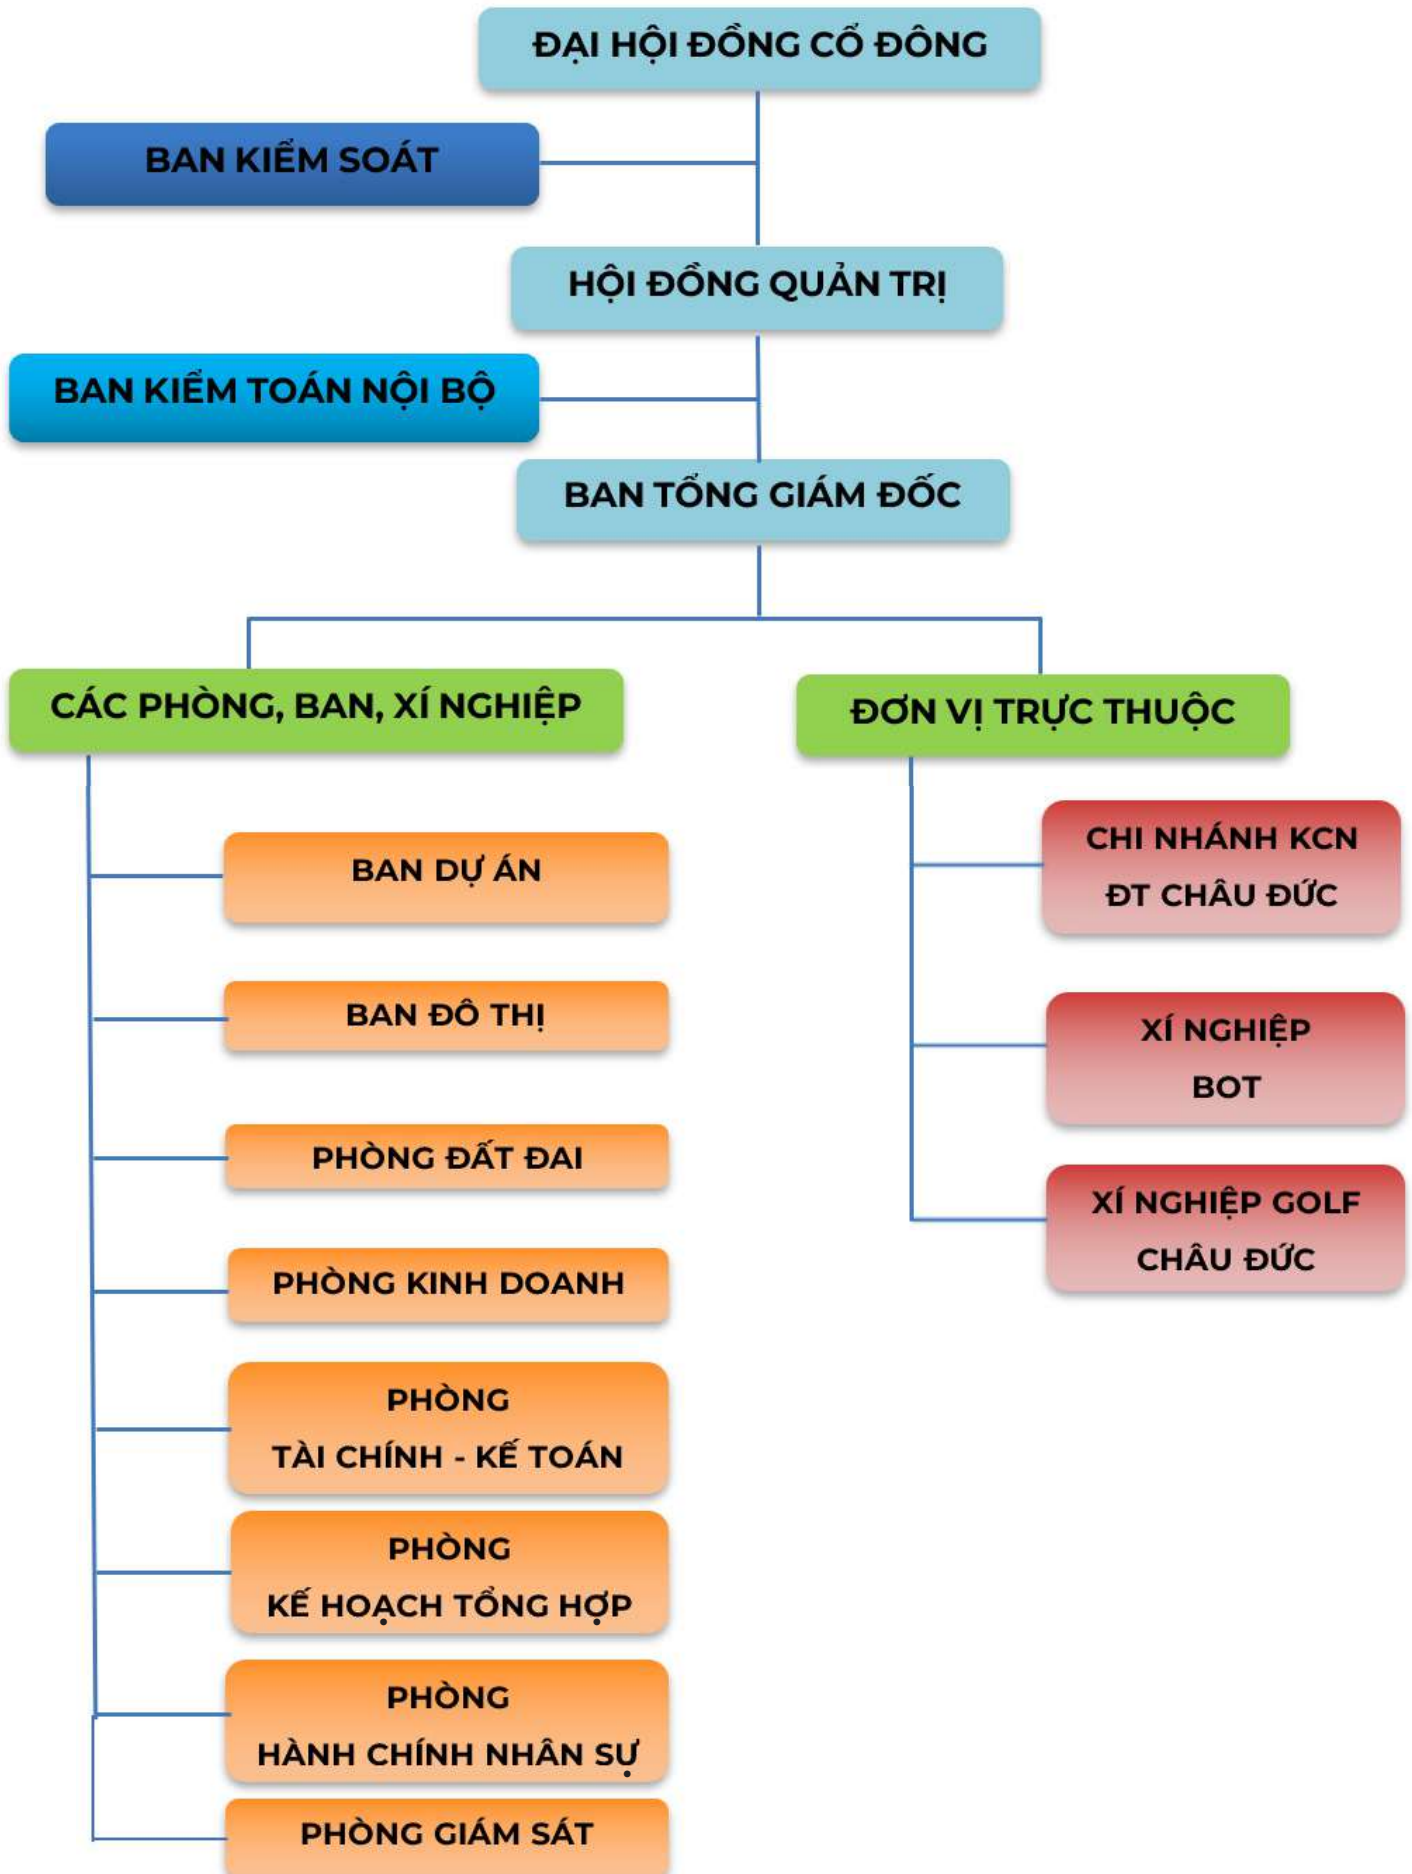 ĐẠI HỘI ĐỒNG CỔ ĐÔNG
BAN KIỂM SOÁT
HỘI ĐỒNG QUẢN TRỊ
BAN KIỂM TOÁN NỘI BỘ
BAN TỔNG GIÁM ĐỐC
CÁC PHÒNG, BAN, XÍ NGHIỆP
BAN DỰ ÁN
BAN ĐÔ THỊ
PHÒNG ĐẤT ĐAI
PHÒNG KINH DOANH
PHÒNG
TÀI CHÍNH - KẾ TOÁN
PHÒNG
KẾ HOẠCH TỔNG HỢP
PHÒNG
HÀNH CHÍNH NHÂN SỰ
PHÒNG GIÁM SÁT
ĐƠN VỊ TRỰC THUỘC
CHI NHÁNH KCN
ĐT CHÂU ĐỨC
XÍ NGHIỆP
BOT
XÍ NGHIỆP GOLF
CHÂU ĐỨC